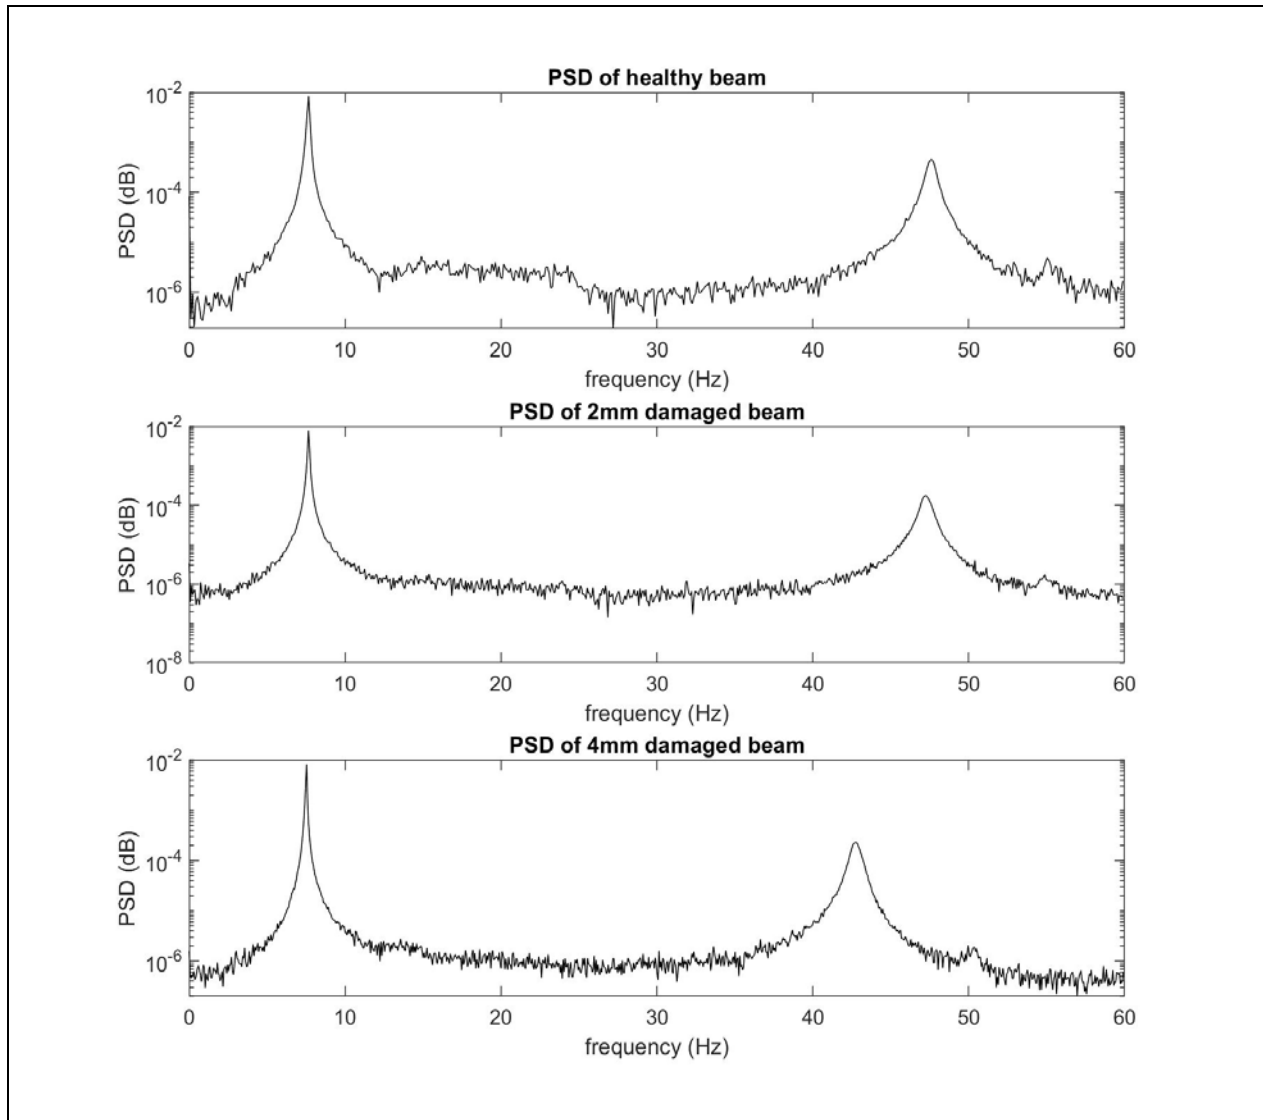 PSD of healthy beam
10^-2
10^-4
10^-6
PSD (dB)
0 10 20 30 40 50 60
frequency (Hz)
PSD of 2mm damaged beam
10^-2
10^-4
10^-6
10^-8
PSD (dB)
0 10 20 30 40 50 60
frequency (Hz)
PSD of 4mm damaged beam
10^-2
10^-4
10^-6
PSD (dB)
0 10 20 30 40 50 60
frequency (Hz)